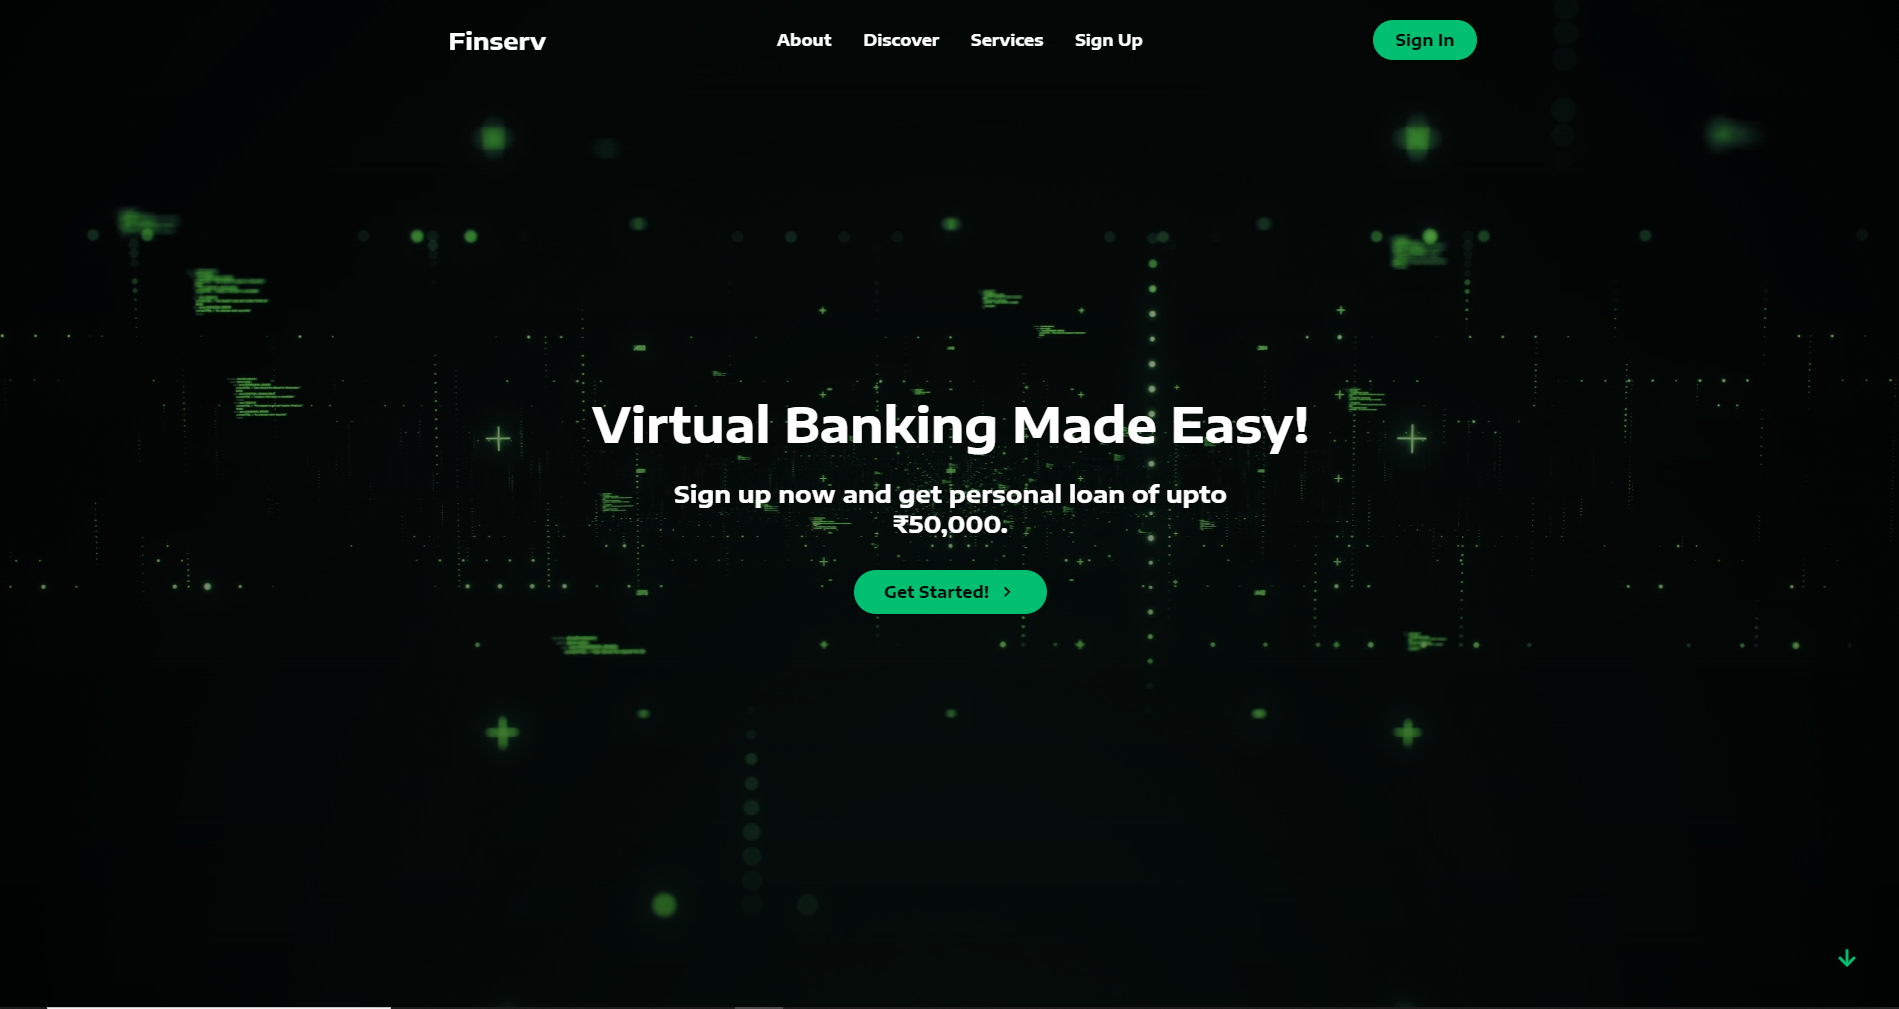 Finserv
About
Discover
Services
Sign Up
Sign In
Virtual Banking Made Easy!
Sign up now and get personal loan of upto
₹50,000.
Get Started!